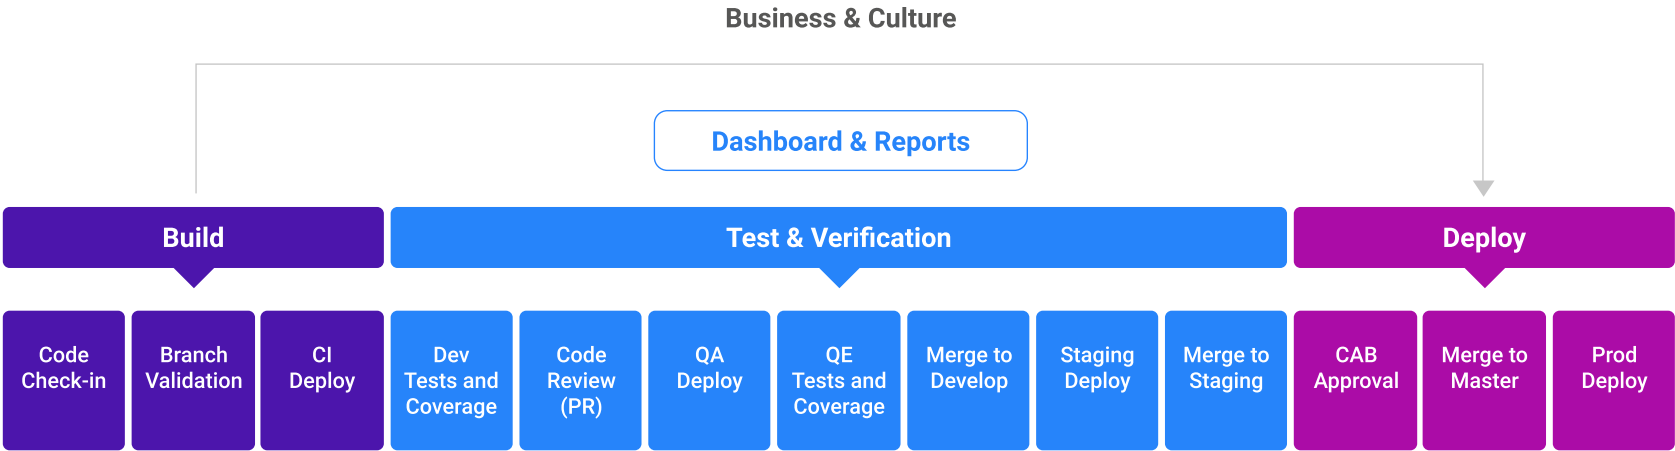 Business & Culture
Dashboard & Reports
Build
Test & Verification
Deploy
Code
Check-in
Branch
Validation
CI
Deploy
Dev
Tests and
Coverage
Code
Review
(PR)
QA
Deploy
QE
Tests and
Coverage
Merge to
Develop
Staging
Deploy
Merge to
Staging
CAB
Approval
Merge to
Master
Prod
Deploy